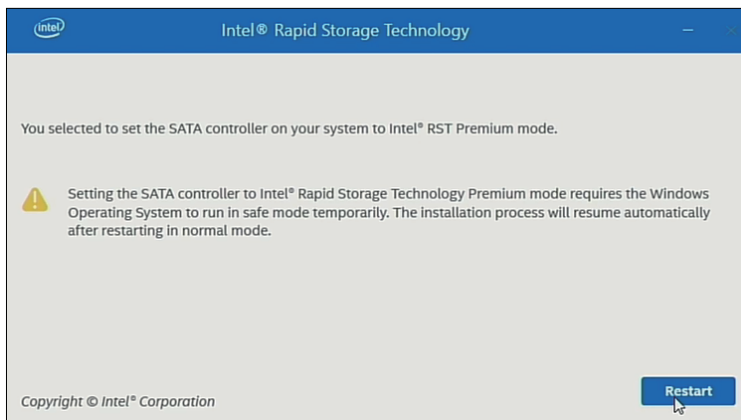 intel
Intel® Rapid Storage Technology
You selected to set the SATA controller on your system to Intel® RST Premium mode.
Setting the SATA controller to Intel® Rapid Storage Technology Premium mode requires the Windows
Operating System to run in safe mode temporarily. The installation process will resume automatically
after restarting in normal mode.
Restart
Copyright © Intel® Corporation